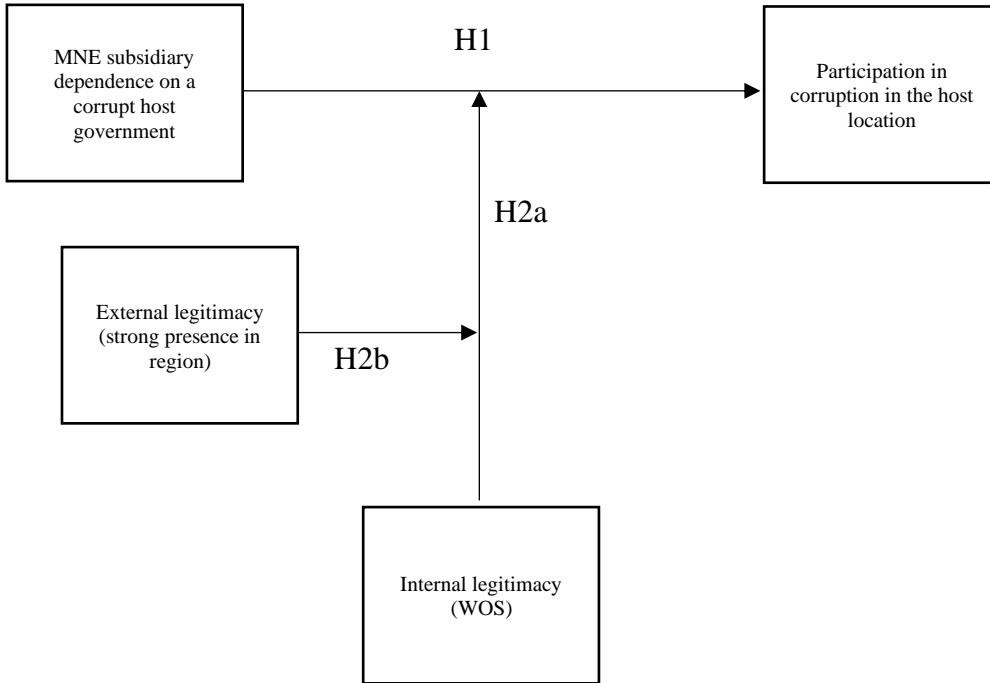 H1
MNE subsidiary
dependence on a
corrupt host
government
Participation in
corruption in the host
location
H2a
External legitimacy
(strong presence in
region)
H2b
Internal legitimacy
(WOS)